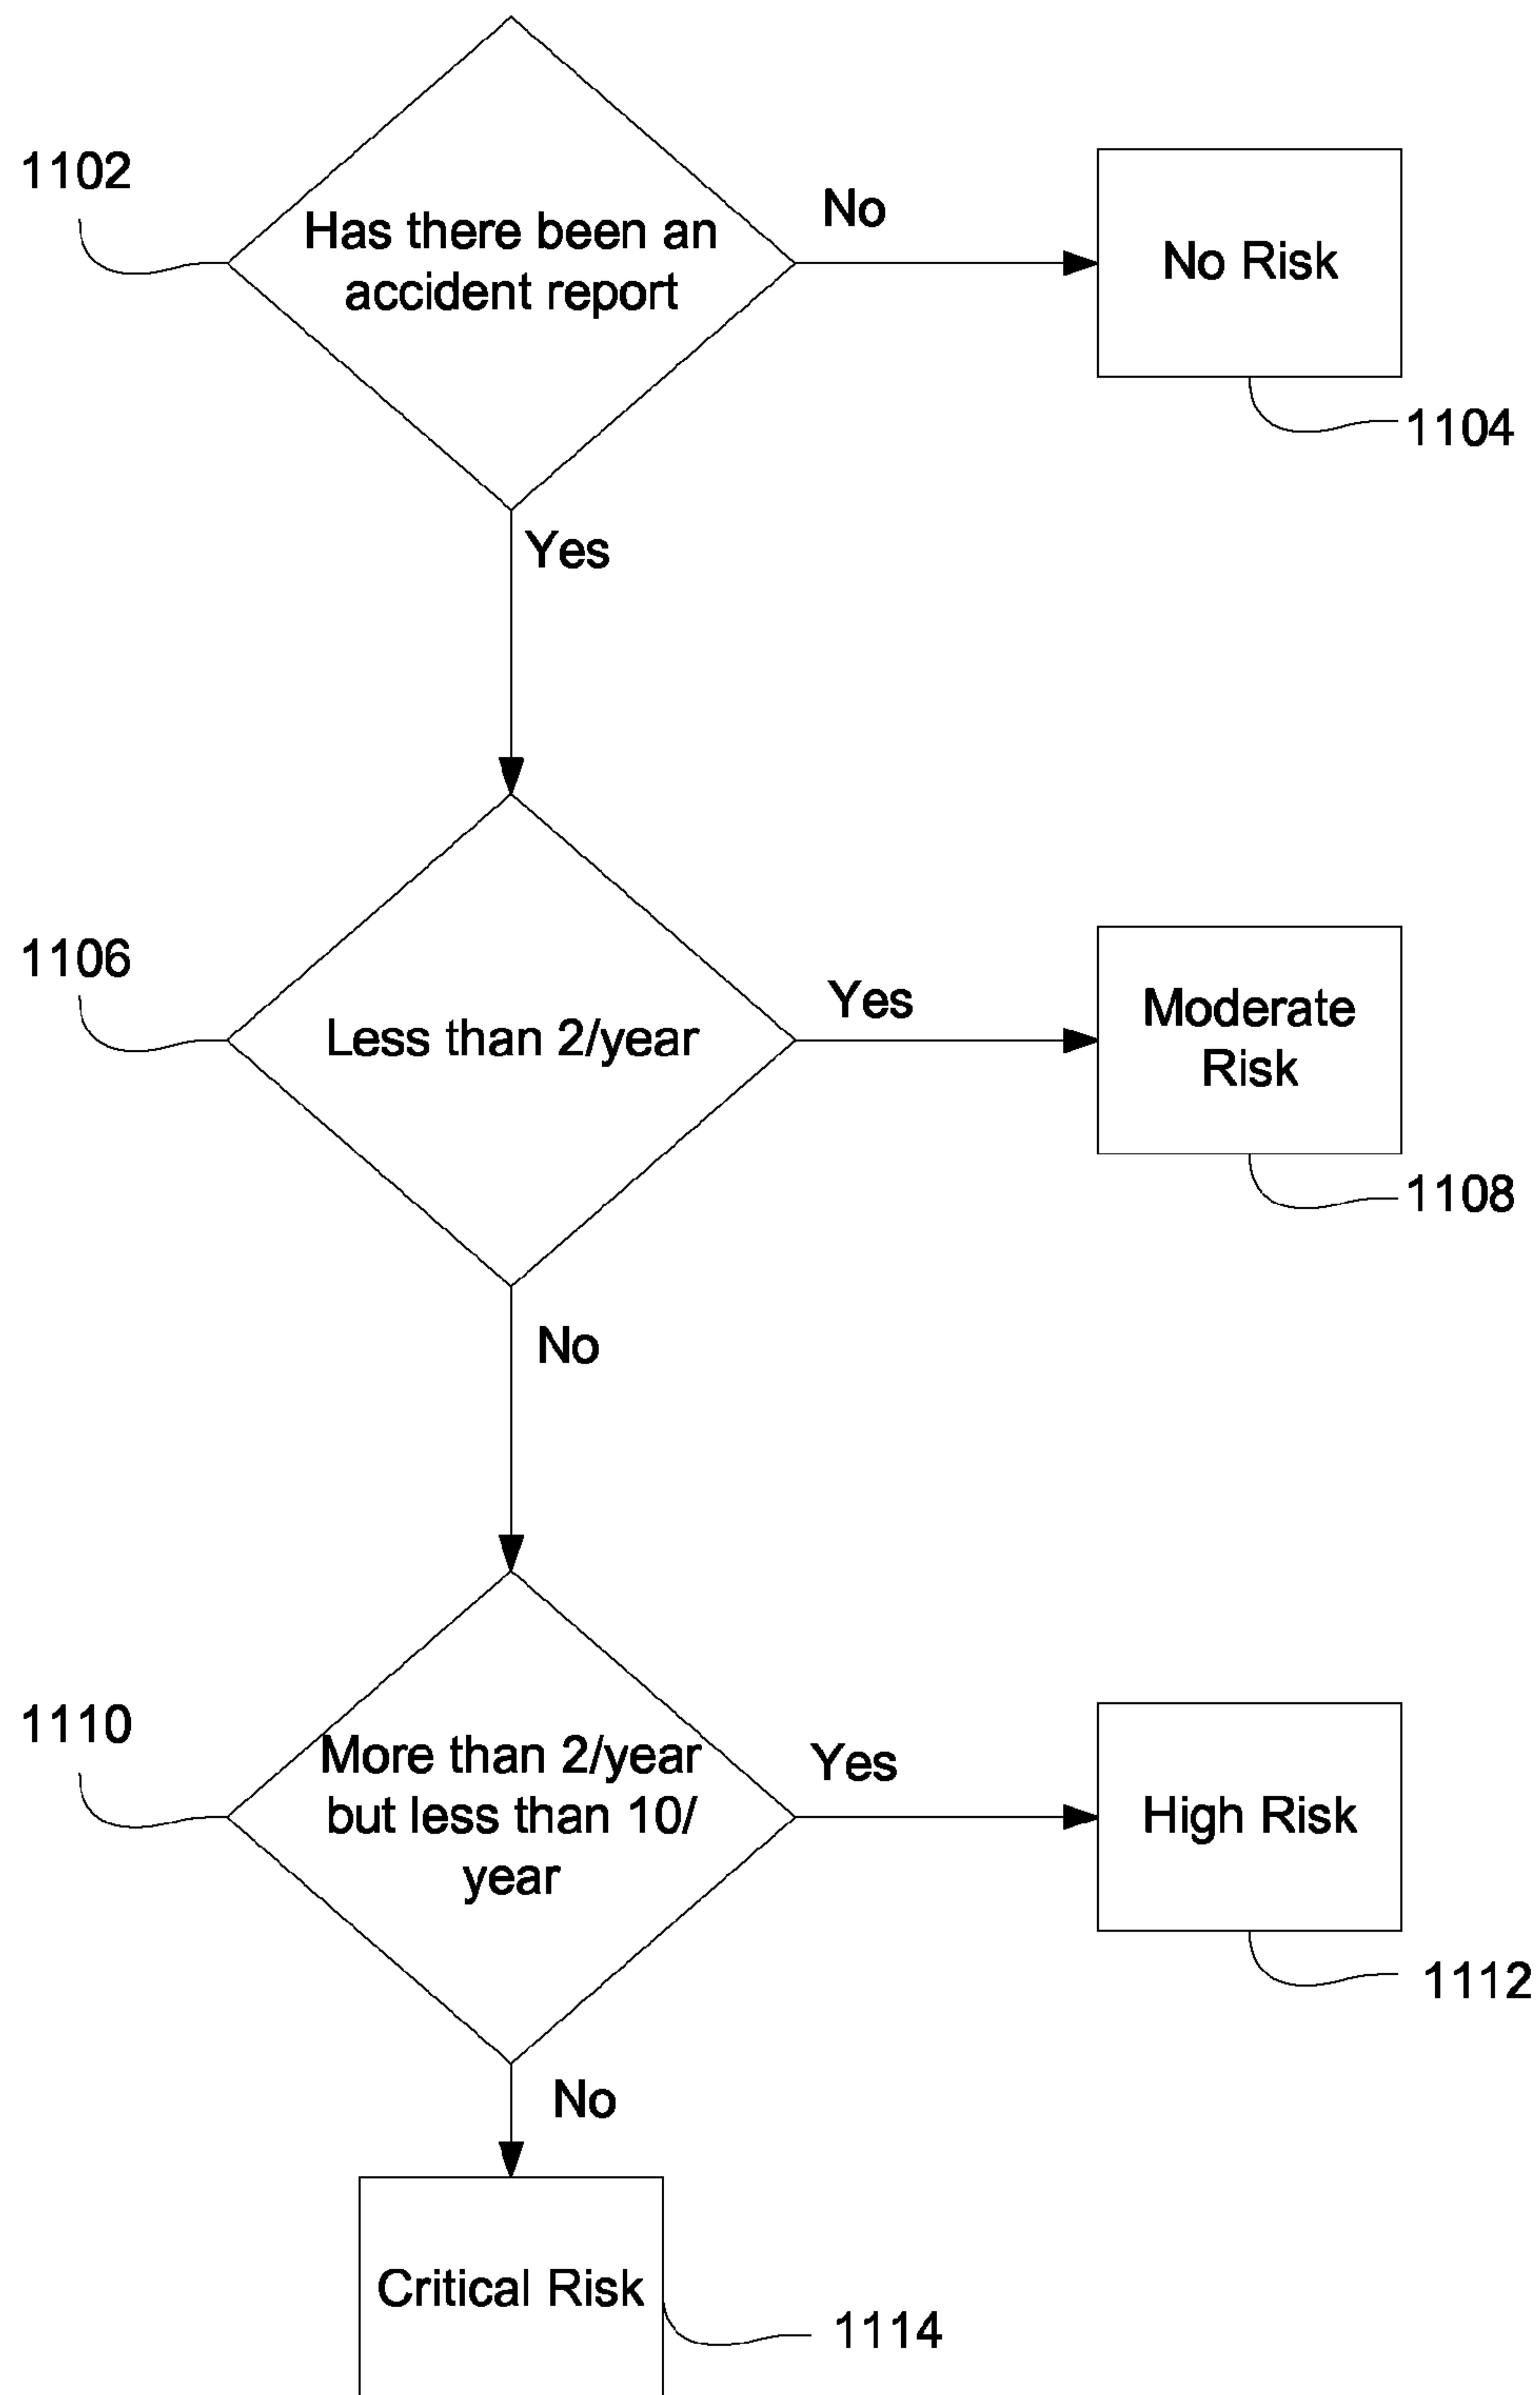 1102
Has there been an
accident report
No
No Risk
1104
Yes
1106
Less than 2/year
Yes
Moderate
Risk
1108
No
1110
More than 2/year
but less than 10/
year
Yes
High Risk
1112
No
Critical Risk
1114